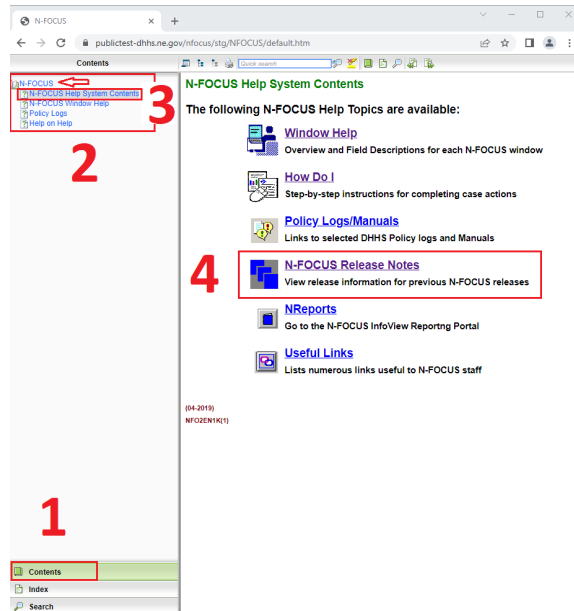 N-FOCUS
publictest-dhhs.ne.gov/nfocus/stg/NFOCUS/default.htm
Contents
Quick search
N-FOCUS
N-FOCUS Help System Contents
N-FOCUS Window Help
Policy Logs
Help on Help
3
2
N-FOCUS Help System Contents
The following N-FOCUS Help Topics are available:
Window Help
Overview and Field Descriptions for each N-FOCUS window
How Do I
Step-by-step instructions for completing case actions
Policy Logs/Manuals
Links to selected DHHS Policy logs and Manuals
4
N-FOCUS Release Notes
View release information for previous N-FOCUS releases
NReports
Go to the N-FOCUS InfoView Reportng Portal
Useful Links
Lists numerous links useful to N-FOCUS staff
(04-2019)
NFO2EN1K(1)
1
Contents
Index
Search